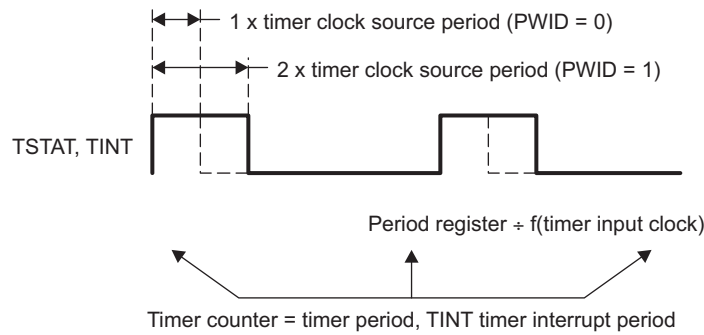 1 x timer clock source period (PWID = 0)
2 x timer clock source period (PWID = 1)
TSTAT, TINT
Period register ÷ f(timer input clock)
Timer counter = timer period, TINT timer interrupt period